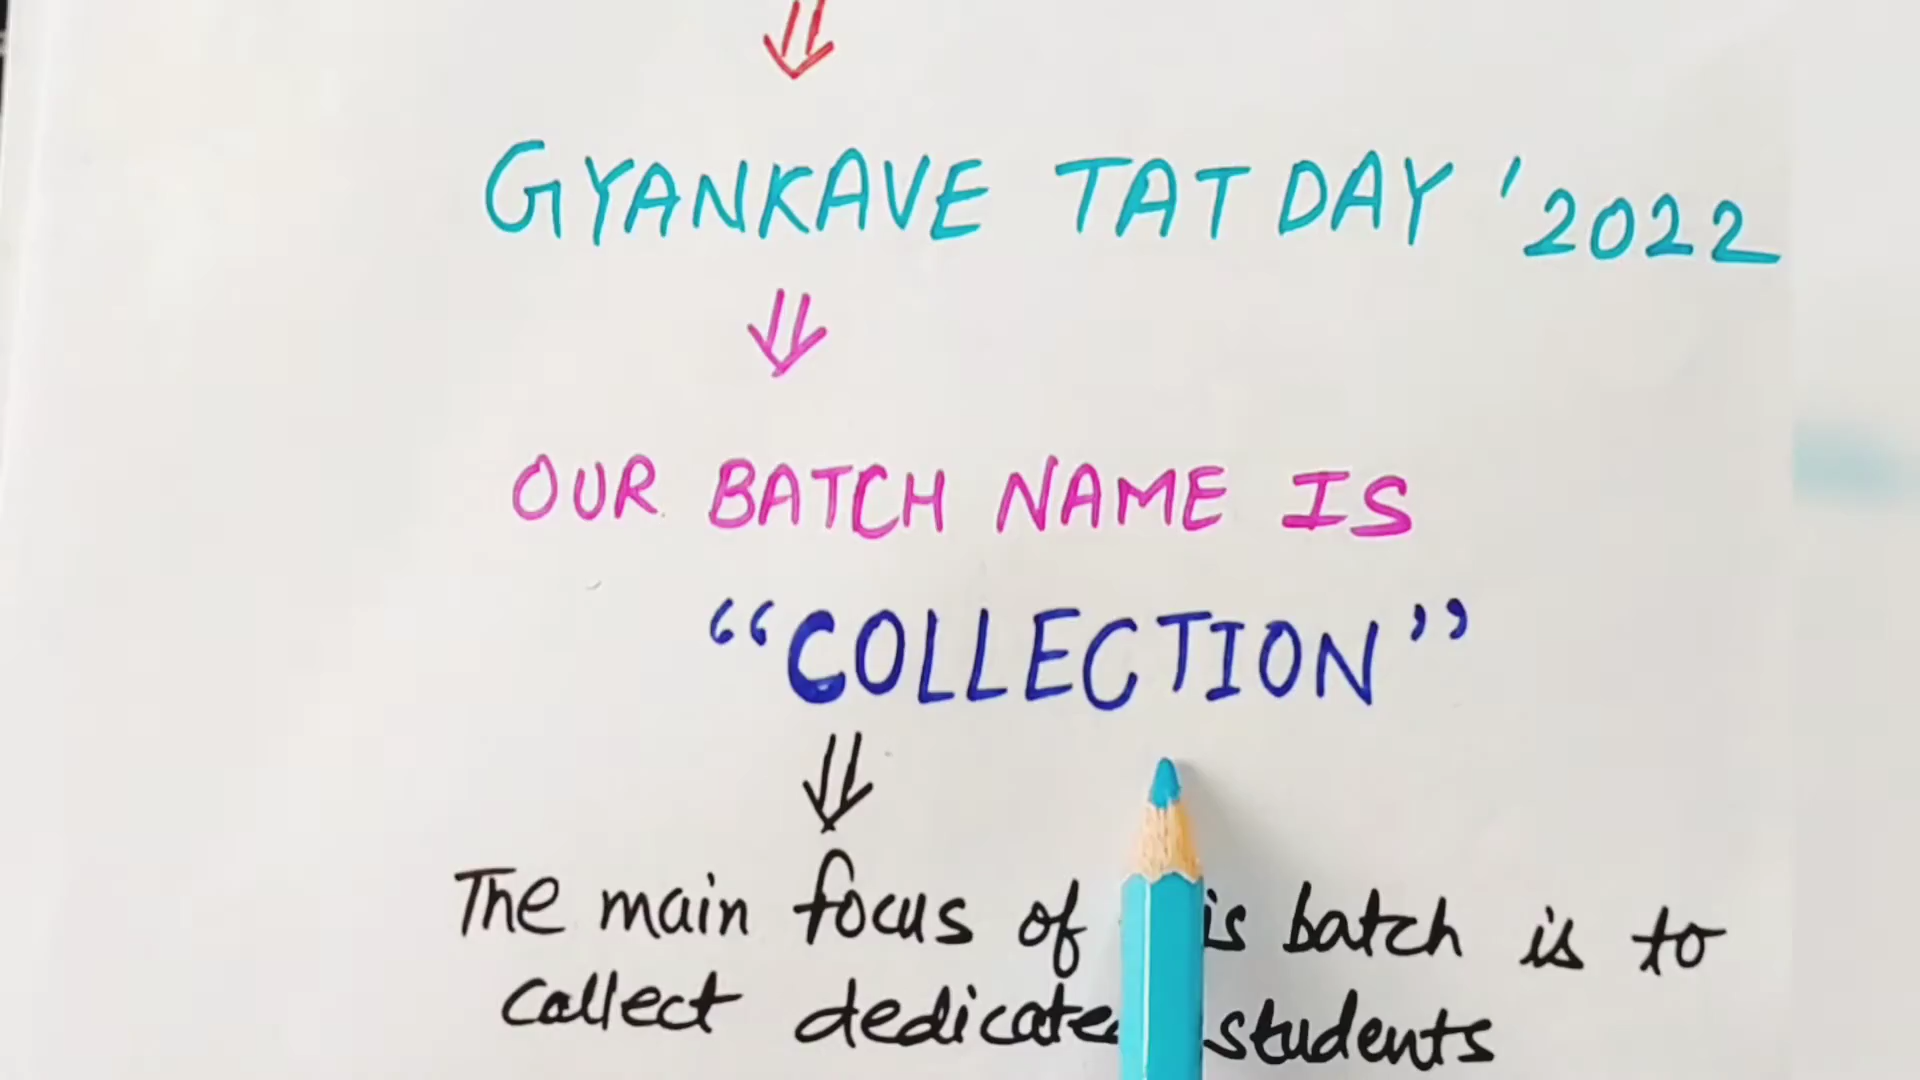 GYANKAVE TAT DAY '2022
OUR BATCH NAME IS
“COLLECTION”
The main focus of is batch is to
collect dedicate students